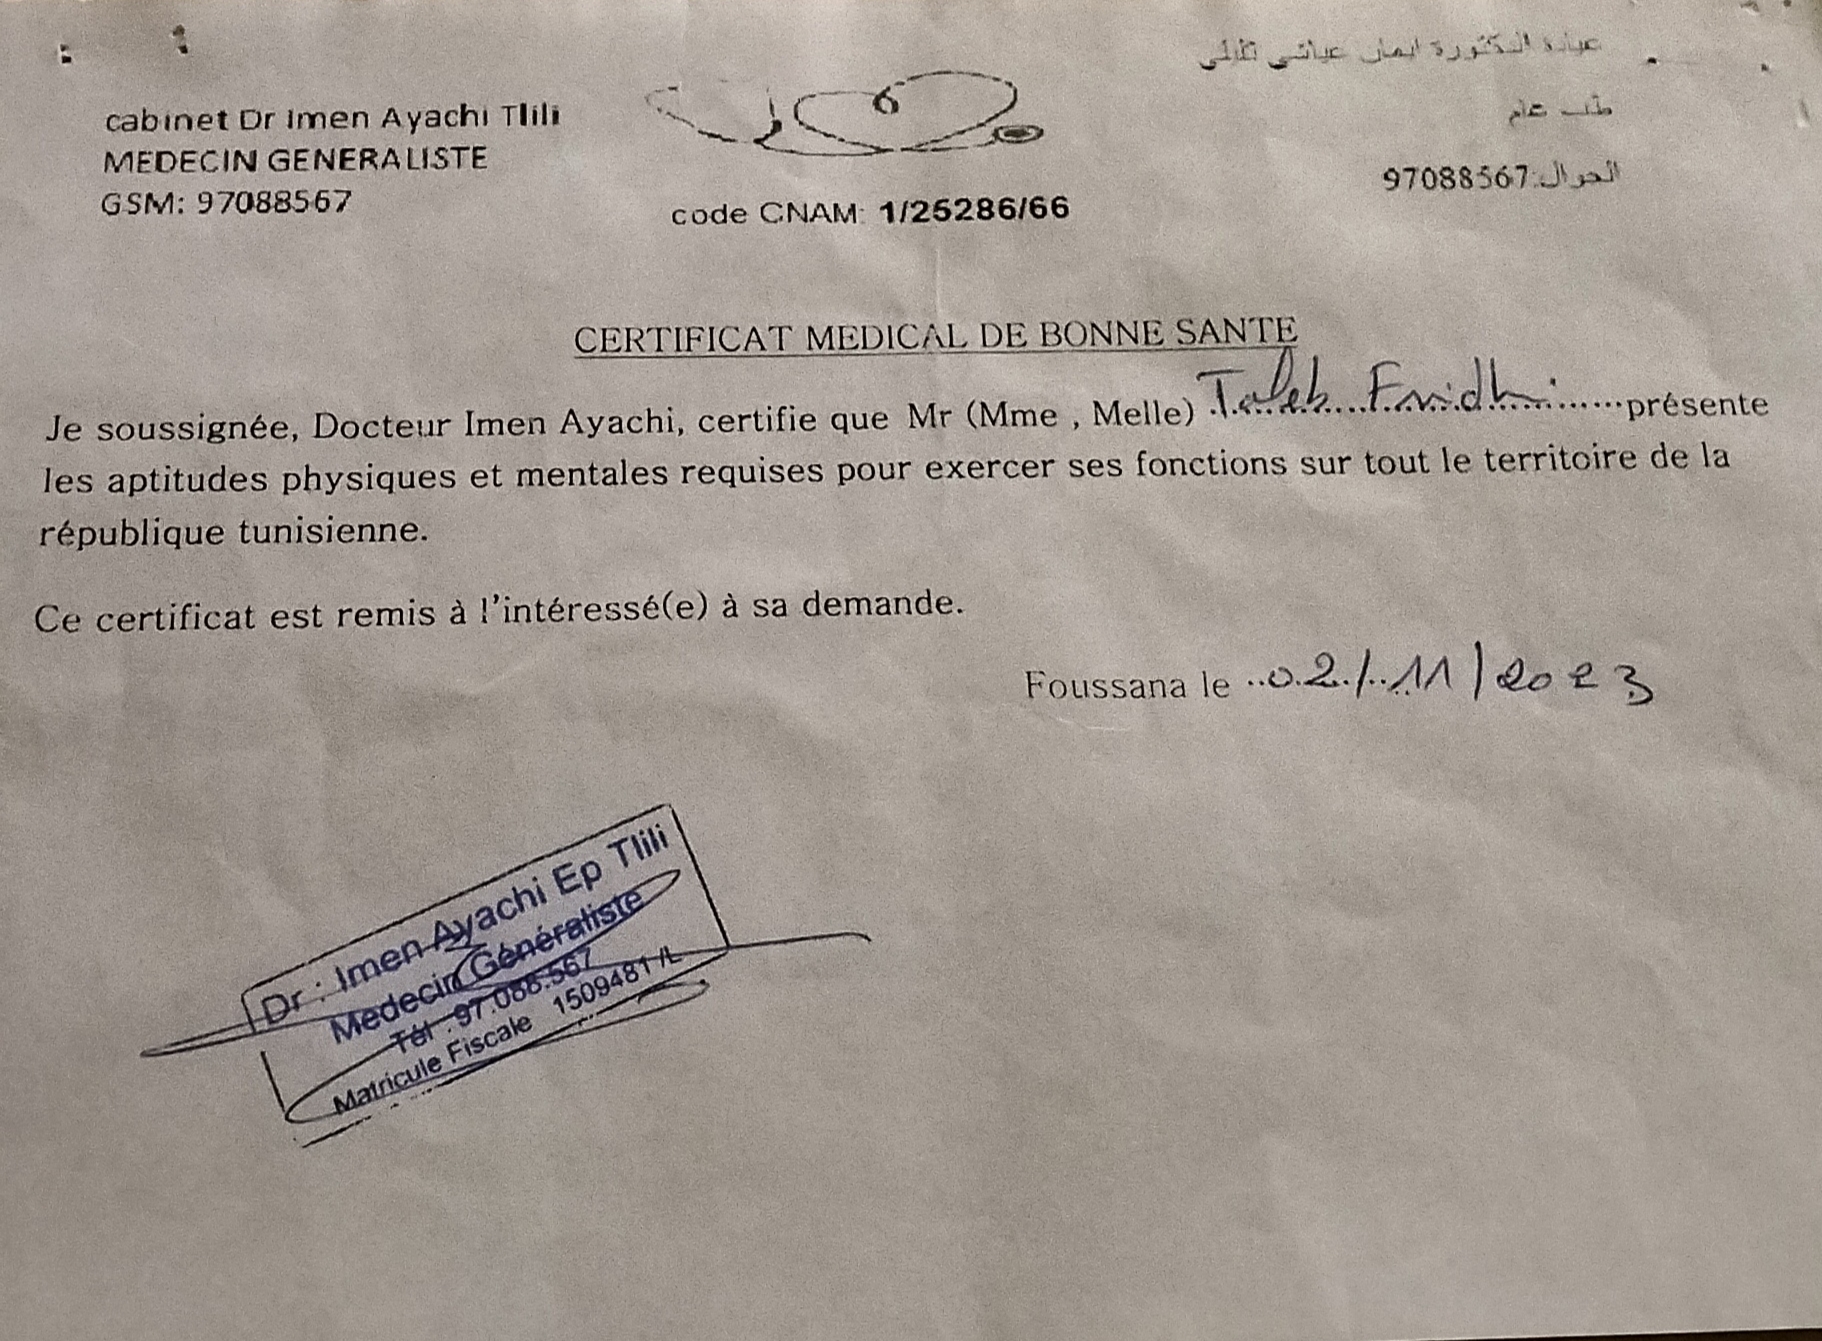 cabinet Dr Imen Ayachi Tlili
MEDECIN GENERALISTE
GSM: 97088567
code CNAM: 1/25286/66
عيادة الدكتورة ايمان عياشي تليلي
طب عام
الجوال:97088567
CERTIFICAT MEDICAL DE BONNE SANTE
Je soussignée, Docteur Imen Ayachi, certifie que Mr (Mme , Melle) Taleb Fridhi présente
les aptitudes physiques et mentales requises pour exercer ses fonctions sur tout le territoire de la
république tunisienne.
Ce certificat est remis à l'intéressé(e) à sa demande.
Foussana le 02/11/2023
Dr : Imen Ayachi Ep Tlili
Medecin Généraliste
Tél : 97.088.567
Matricule Fiscale 1509481/L